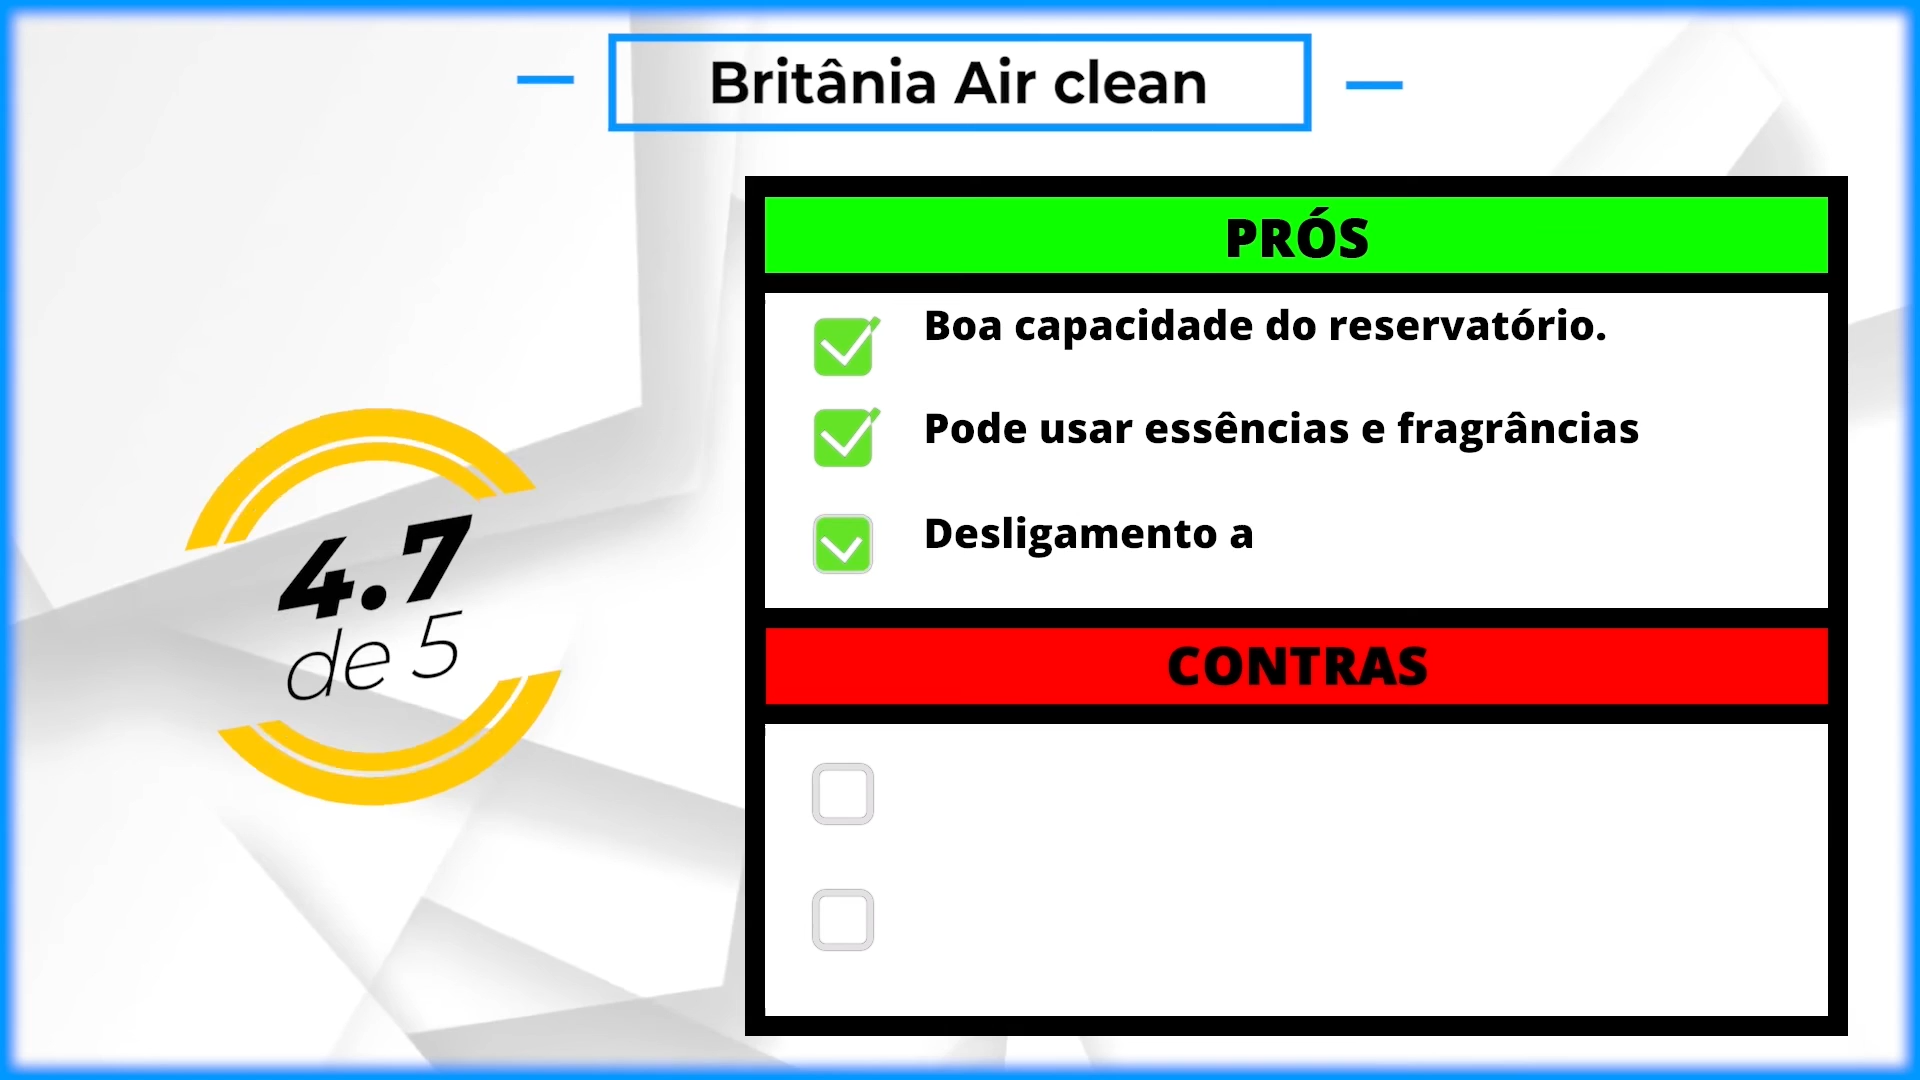 Britânia Air clean
PRÓS
Boa capacidade do reservatório.
Pode usar essências e fragrâncias
Desligamento a
4.7
de 5
CONTRAS